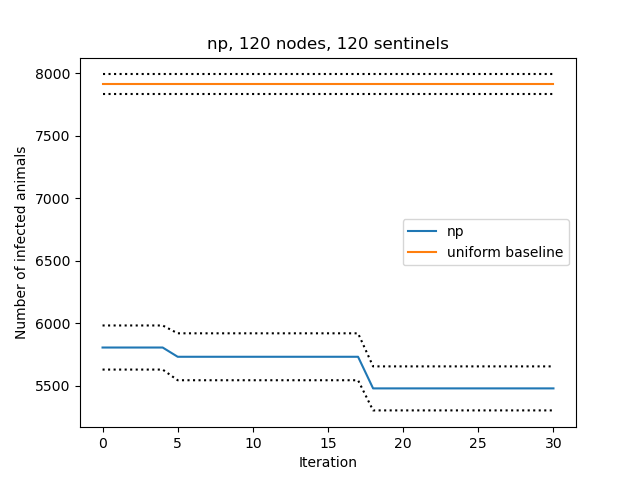 np, 120 nodes, 120 sentinels
Number of infected animals
8000
7500
7000
6500
6000
5500
np
uniform baseline
0 5 10 15 20 25 30
Iteration